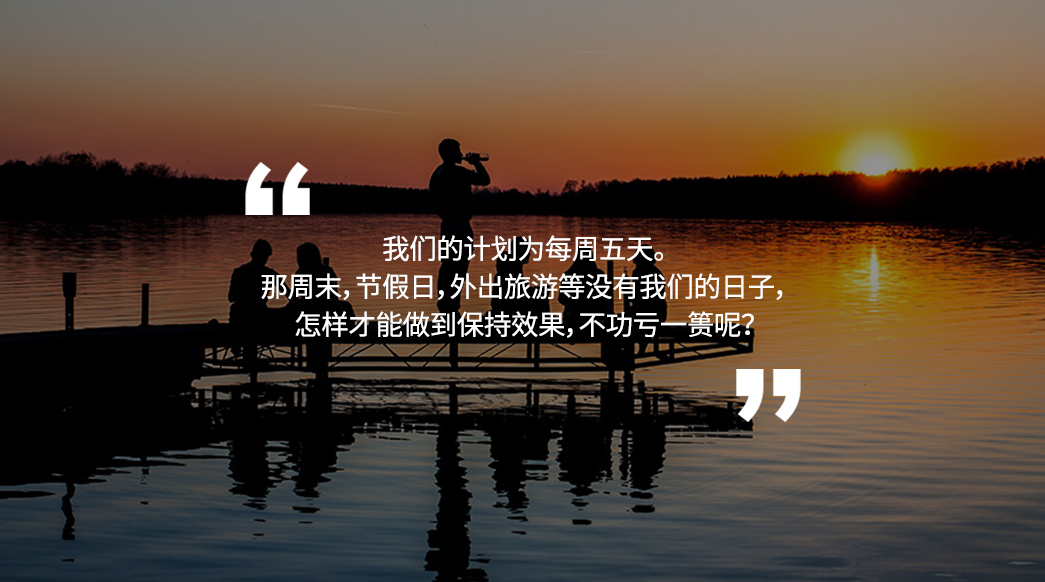 “
我们的计划为每周五天。
那周末，节假日，外出旅游等没有我们的日子，
怎样才能做到保持效果，不功亏一篑呢？
”